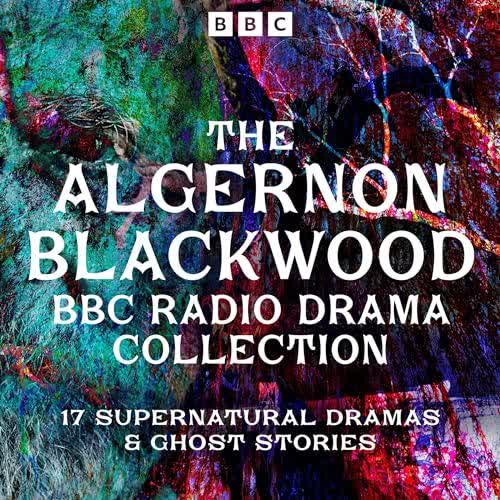 BBC
THE
ALGERNON
BLACKWOOD
BBC RADIO DRAMA
COLLECTION
17 SUPERNATURAL DRAMAS
& GHOST STORIES